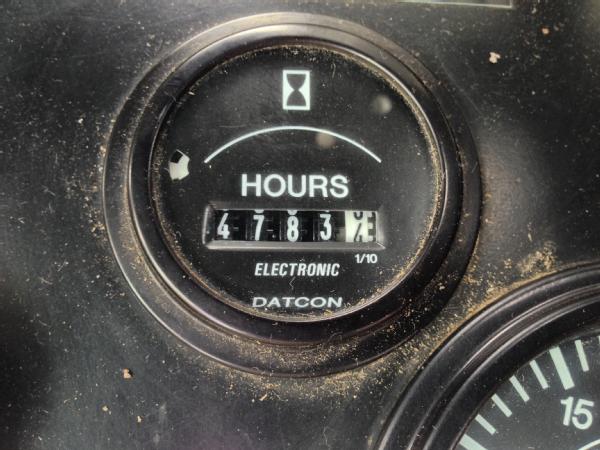 HOURS
4783
1/10
ELECTRONIC
DATCON
15